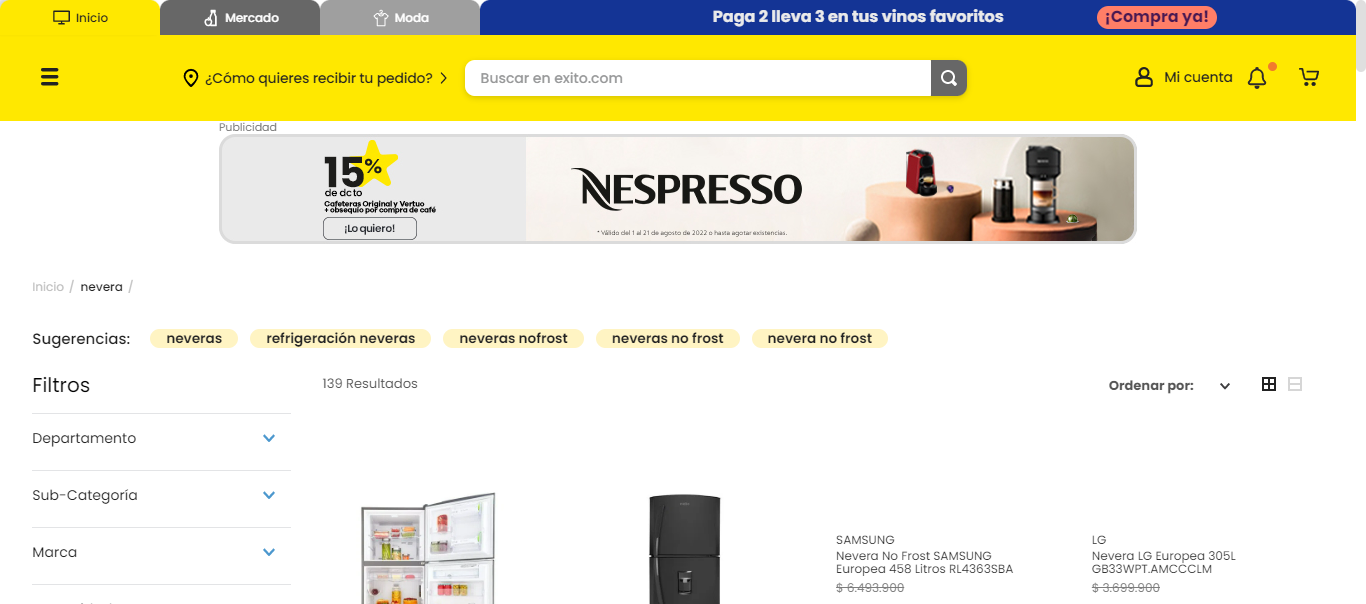 Inicio
Mercado
Moda
Paga 2 lleva 3 en tus vinos favoritos
¡Compra ya!
¿Cómo quieres recibir tu pedido?
Buscar en exito.com
Mi cuenta
Publicidad
15%
de dcto
Cafeteras Original y Vertuo
+ obsequio por compra de café
¡Lo quiero!
NESPRESSO
* Válido del 1 al 21 de agosto de 2022 o hasta agotar existencias.
Inicio / nevera /
Sugerencias:
neveras
refrigeración neveras
neveras nofrost
neveras no frost
nevera no frost
Filtros
139 Resultados
Ordenar por:
Departamento
Sub-Categoría
Marca
SAMSUNG
Nevera No Frost SAMSUNG
Europea 458 Litros RL4363SBA
$ 6.493.900
LG
Nevera LG Europea 305L
GB33WPT.AMCCCLM
$ 3.699.900